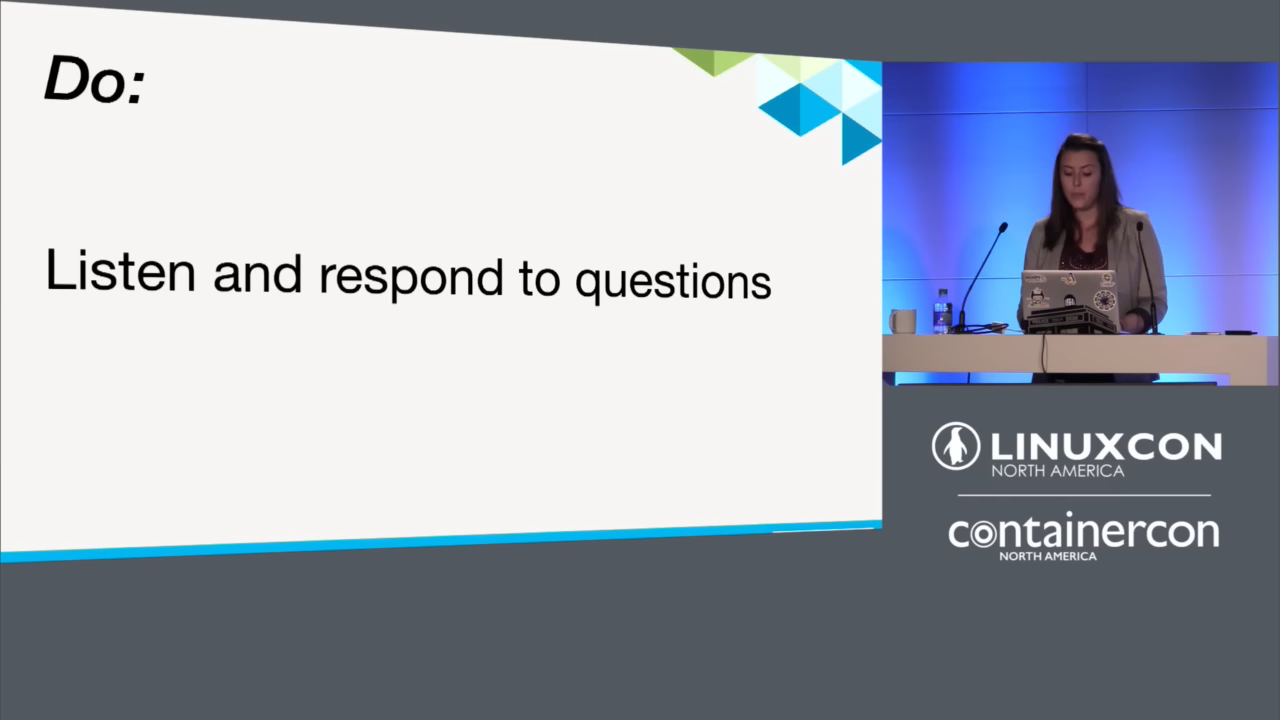 Do:
Listen and respond to questions
LINUXCON
NORTH AMERICA
containercon
NORTH AMERICA